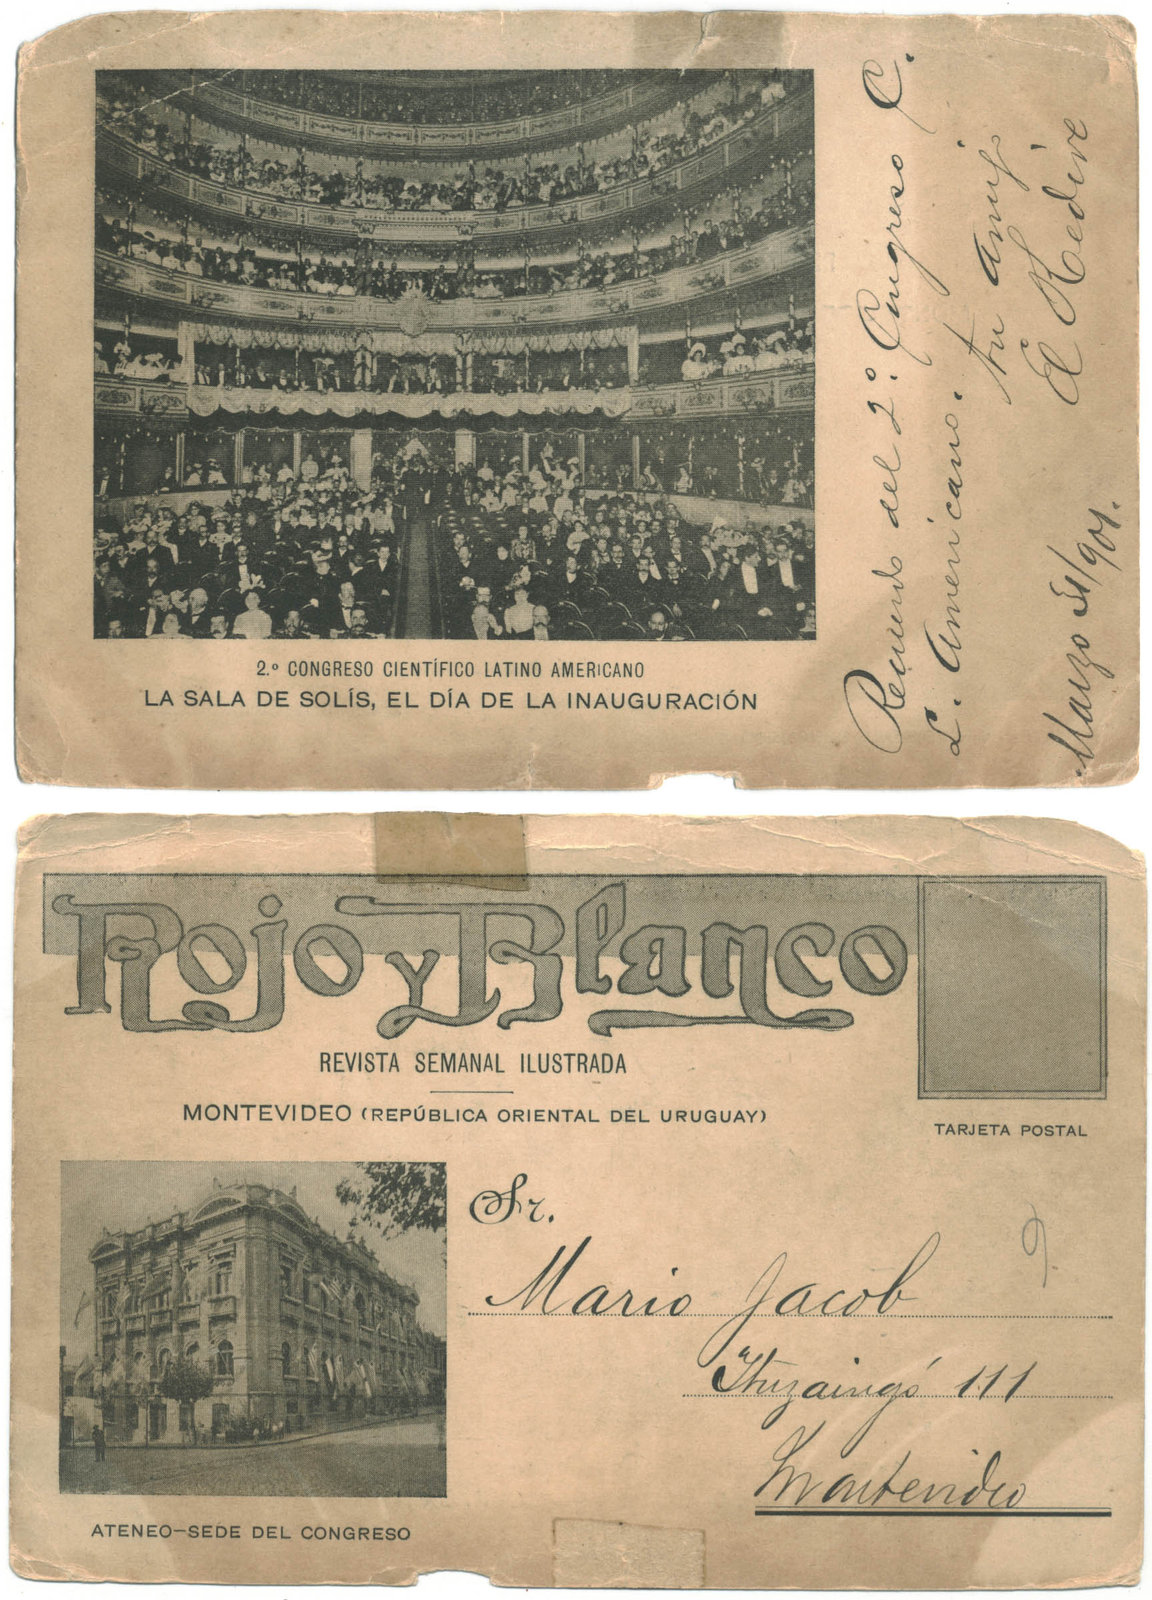 2.º CONGRESO CIENTÍFICO LATINO AMERICANO
LA SALA DE SOLÍS, EL DÍA DE LA INAUGURACIÓN
Recuerdo del 2º. Congreso C.
L. Americano.
tu amigo
A Redive
Marzo 31/901.
Rojo y Blanco
REVISTA SEMANAL ILUSTRADA
MONTEVIDEO (REPÚBLICA ORIENTAL DEL URUGUAY)
TARJETA POSTAL
Sr.
Mario Jacob
Ituzaingó 111
Montevideo
ATENEO—SEDE DEL CONGRESO